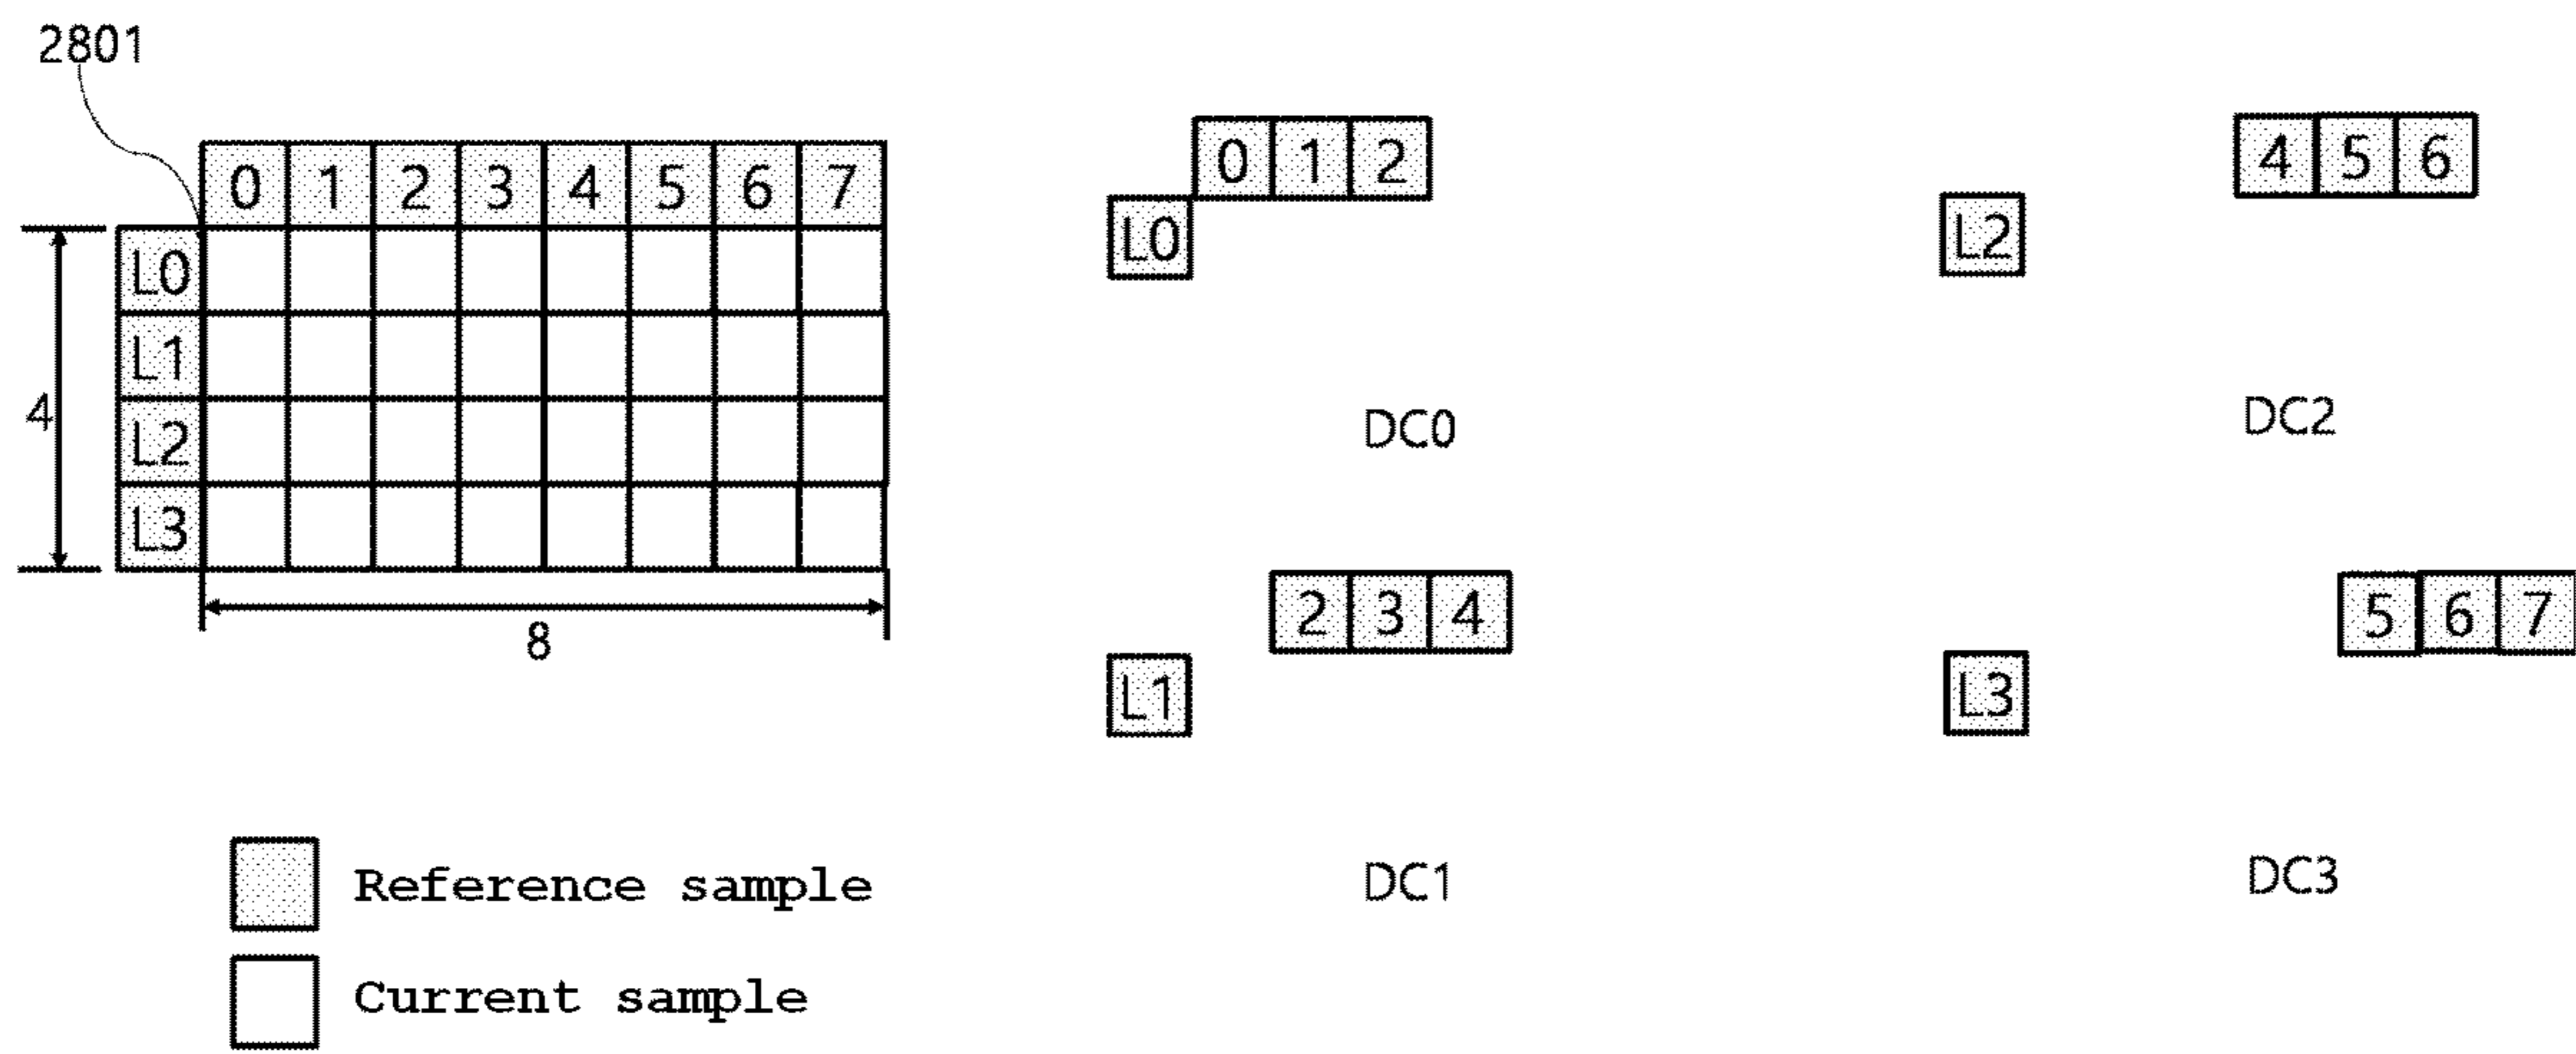 2801
0 1 2 3 4 5 6 7
L0
L1
L2
L3
4
8
0 1 2
L0
DC0
4 5 6
L2
DC2
2 3 4
L1
DC1
5 6 7
L3
DC3
Reference sample
Current sample